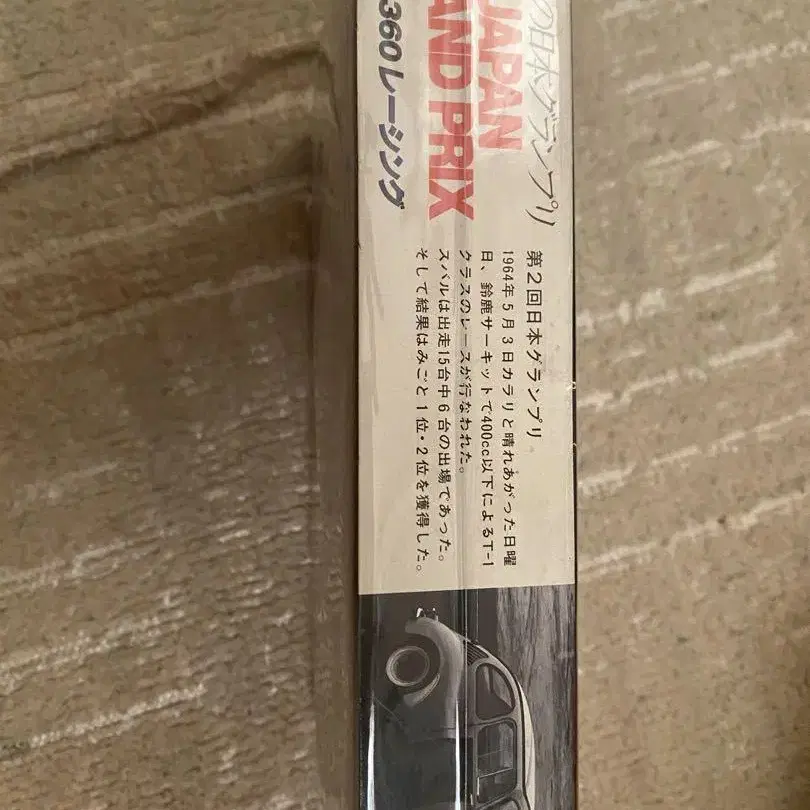 の日本グランプリ
JAPAN
AND PRIX
360レーシング
第2回日本グランプリ
1964年5月3日カラリと晴れあがった日曜
日、鈴鹿サーキットで400cc以下によるT-1
クラスのレースが行なわれた。
スバルは出走15台中6台の出場であった。
そして結果はみごと1位・2位を獲得した。